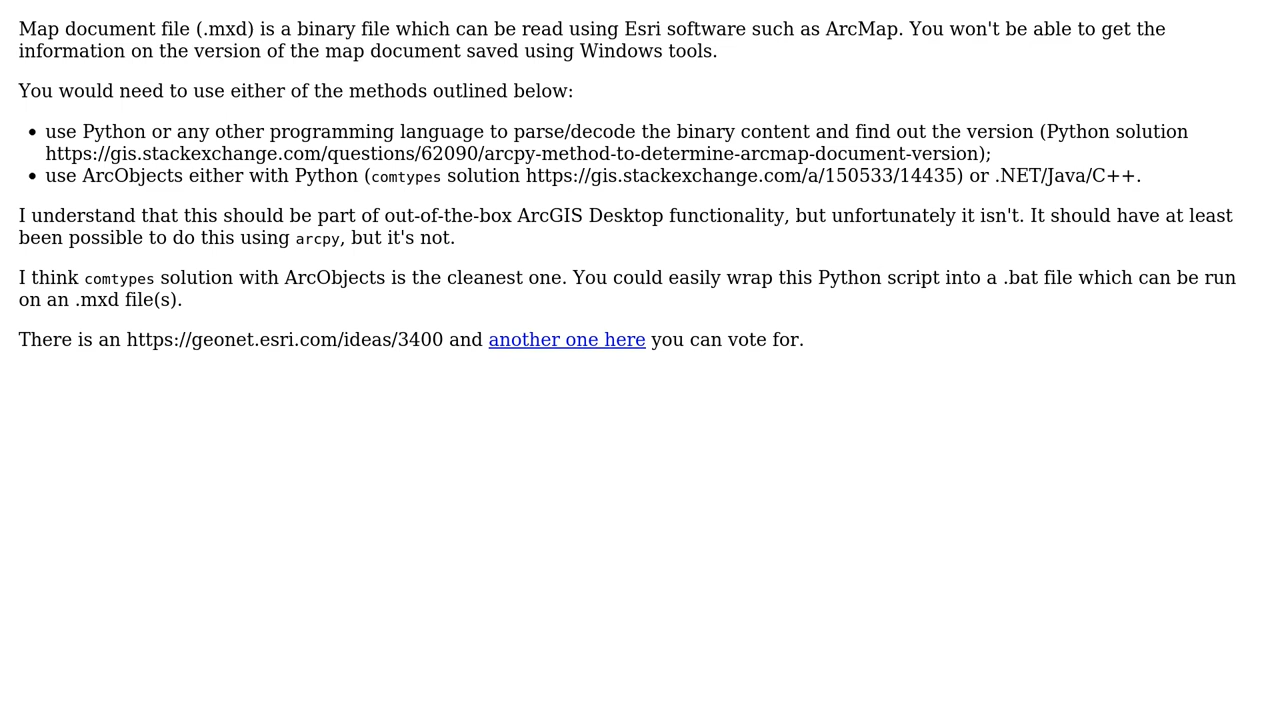 Map document file (.mxd) is a binary file which can be read using Esri software such as ArcMap. You won't be able to get the
information on the version of the map document saved using Windows tools.
You would need to use either of the methods outlined below:
• use Python or any other programming language to parse/decode the binary content and find out the version (Python solution
https://gis.stackexchange.com/questions/62090/arcpy-method-to-determine-arcmap-document-version);
• use ArcObjects either with Python (comtypes solution https://gis.stackexchange.com/a/150533/14435) or .NET/Java/C++.
I understand that this should be part of out-of-the-box ArcGIS Desktop functionality, but unfortunately it isn't. It should have at least
been possible to do this using arcpy, but it's not.
I think comtypes solution with ArcObjects is the cleanest one. You could easily wrap this Python script into a .bat file which can be run
on an .mxd file(s).
There is an https://geonet.esri.com/ideas/3400 and another one here you can vote for.